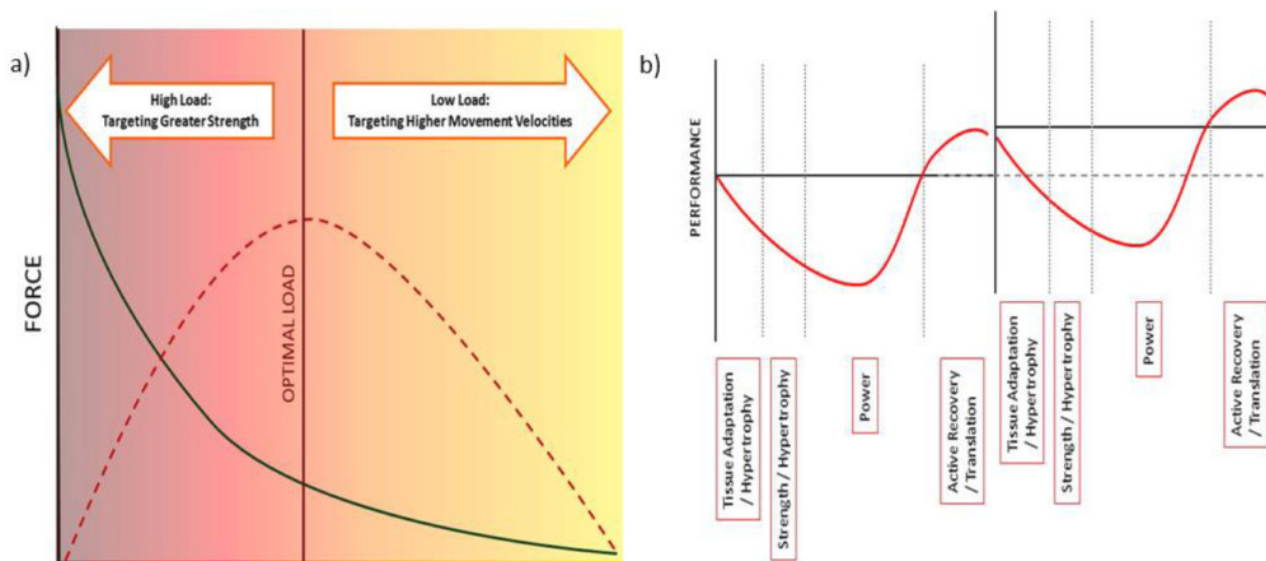 a)
High Load:
Targeting Greater Strength
Low Load:
Targeting Higher Movement Velocities
FORCE
OPTIMAL LOAD
b)
PERFORMANCE
Tissue Adaptation
/ Hypertrophy
Strength / Hypertrophy
Power
Active Recovery
/ Translation
Tissue Adaptation
/ Hypertrophy
Strength / Hypertrophy
Power
Active Recovery
/ Translation